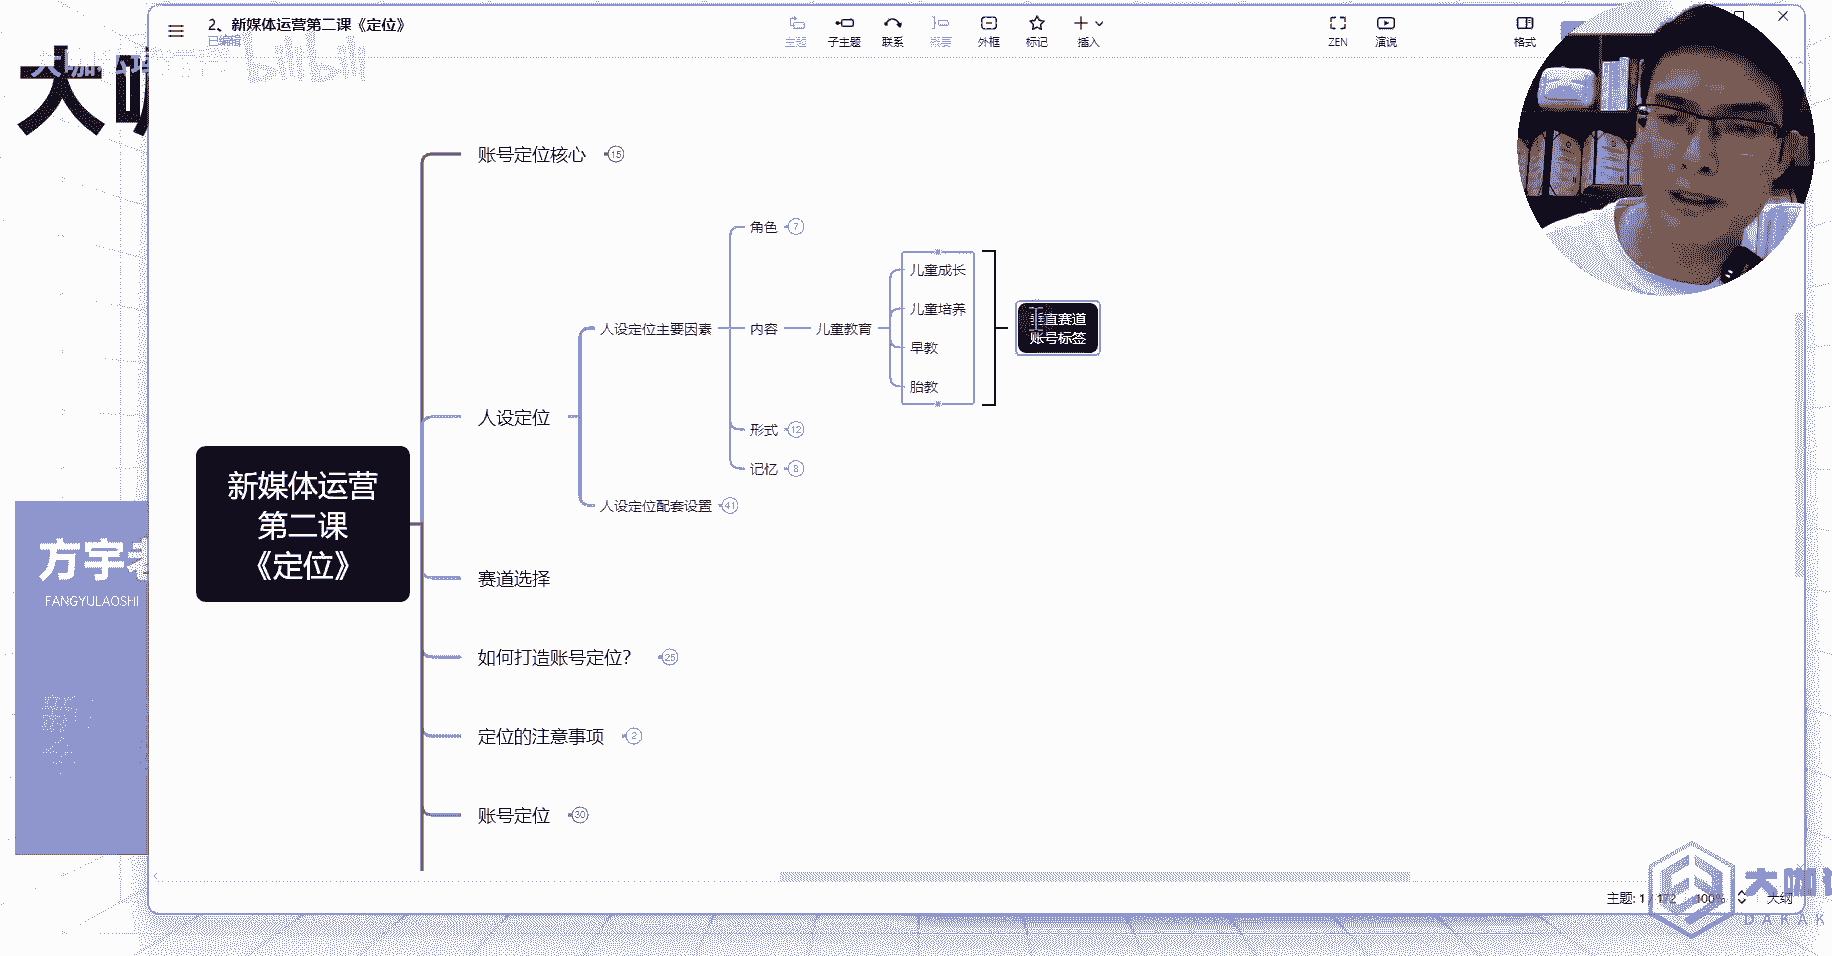 2、新媒体运营第二课《定位》
已编辑
主题
子主题
联系
概要
外框
标记
插入
ZEN
演说
格式
大咖
bilibili
账号定位核心
15
角色
7
儿童成长
儿童培养
人设定位主要因素
内容
儿童教育
早教
胎教
垂直赛道
账号标签
形式
12
记忆
8
人设定位
人设定位配套设置
41
新媒体运营
第二课
《定位》
赛道选择
如何打造账号定位？
25
定位的注意事项
2
账号定位
30
方宇老
FANGYULAOSHI
主题: 1 / 172
100%
大纲
大咖
DAKAK